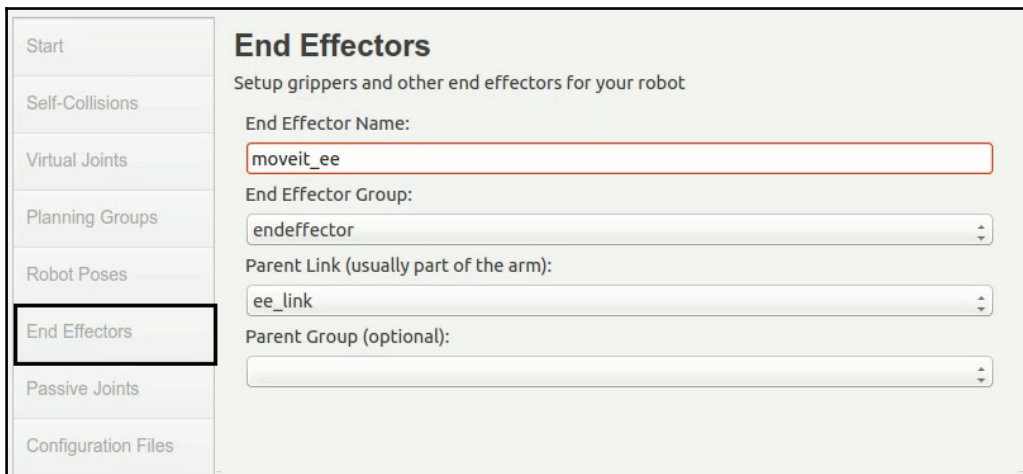 Start
Self-Collisions
Virtual Joints
Planning Groups
Robot Poses
End Effectors
Passive Joints
Configuration Files
End Effectors
Setup grippers and other end effectors for your robot
End Effector Name:
moveit_ee
End Effector Group:
endeffector
Parent Link (usually part of the arm):
ee_link
Parent Group (optional):